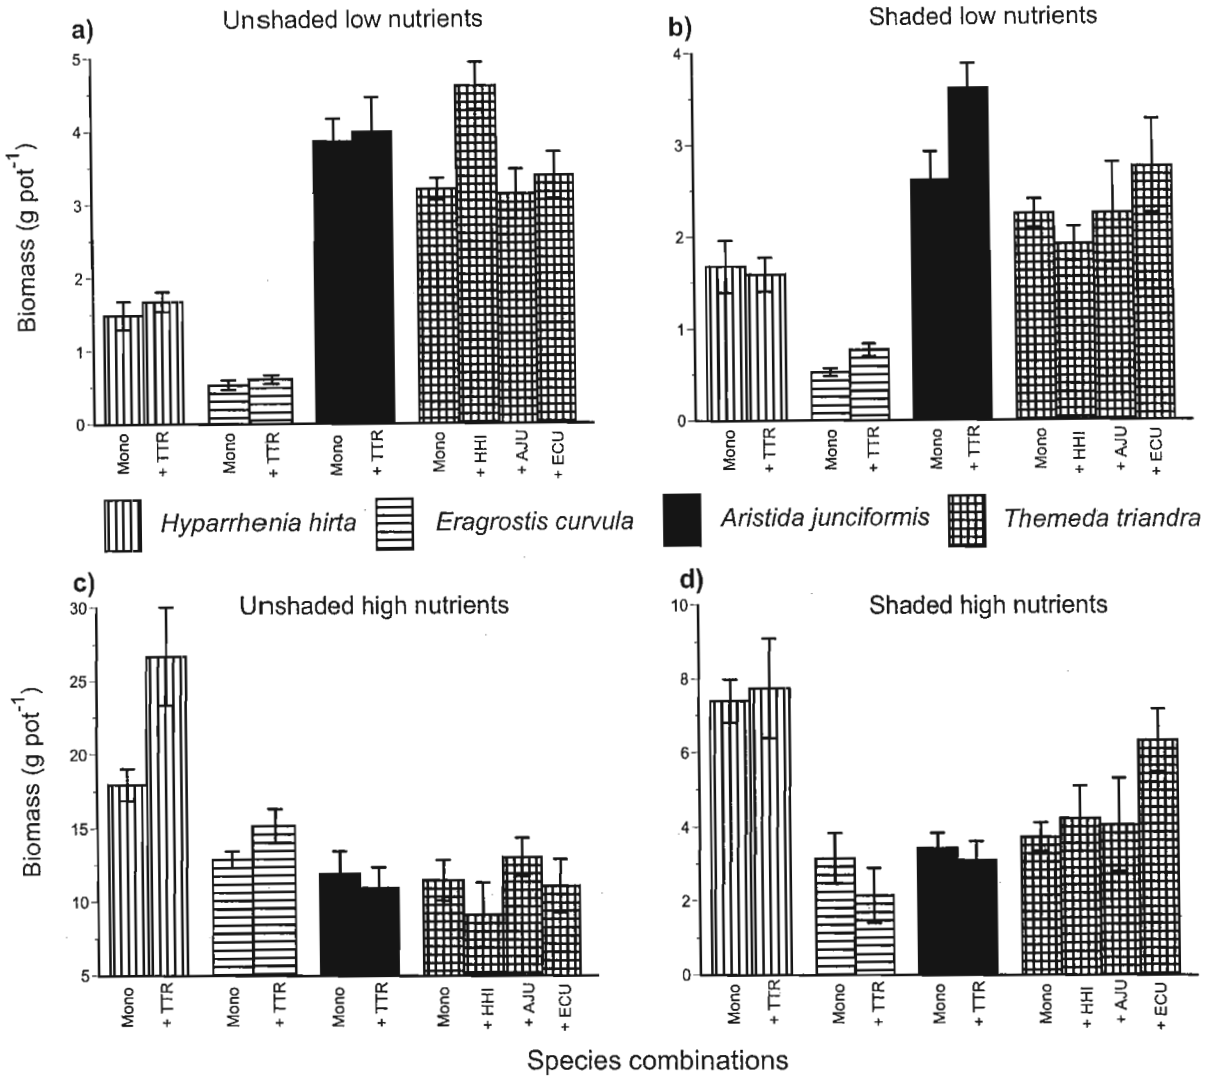 a)
Unshaded low nutrients
b)
Shaded low nutrients
5
4
3
2
1
0
Biomass (g pot⁻¹)
Mono
+ TTR
Mono
+ TTR
Mono
+ TTR
Mono
+ HHI
+ AJU
+ ECU
4
3
2
1
0
Mono
+ TTR
Mono
+ TTR
Mono
+ TTR
Mono
+ HHI
+ AJU
+ ECU
Hyparrhenia hirta
Eragrostis curvula
Aristida junciformis
Themeda triandra
c)
Unshaded high nutrients
d)
Shaded high nutrients
30
25
20
15
10
5
Biomass (g pot⁻¹)
Mono
+ TTR
Mono
+ TTR
Mono
+ TTR
Mono
+ HHI
+ AJU
+ ECU
10
8
6
4
2
0
Mono
+ TTR
Mono
+ TTR
Mono
+ TTR
Mono
+ HHI
+ AJU
+ ECU
Species combinations